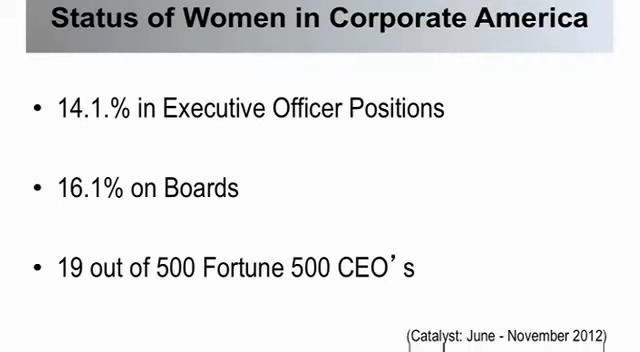 Status of Women in Corporate America
• 14.1.% in Executive Officer Positions
• 16.1% on Boards
• 19 out of 500 Fortune 500 CEO's
(Catalyst: June - November 2012)